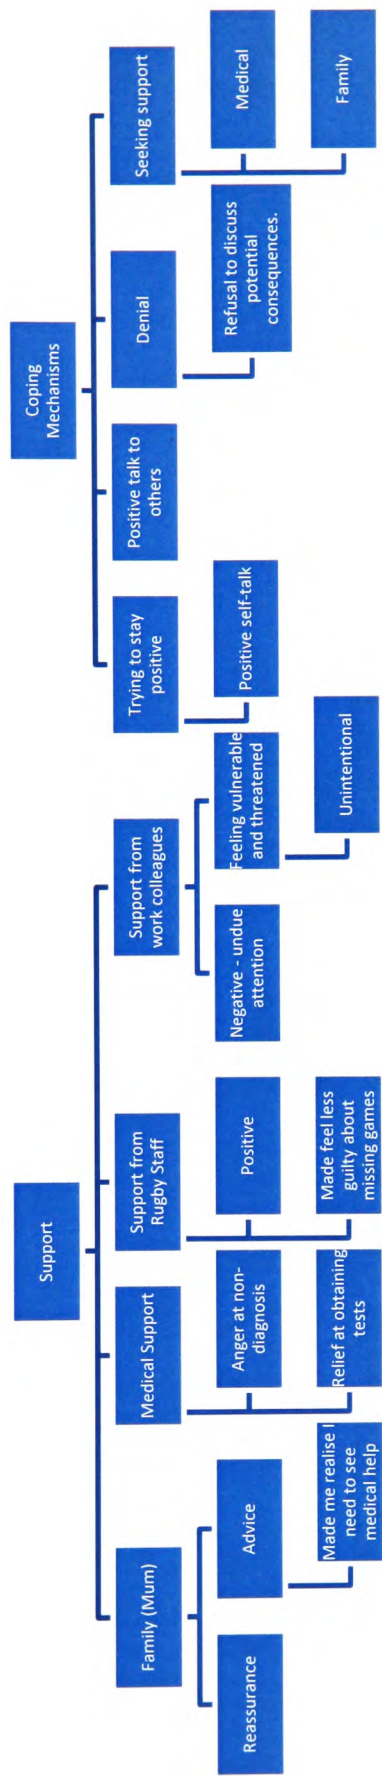 Support
Family (Mum)
Reassurance
Advice
Made me realise I
need to see
medical help
Medical Support
Anger at non-
diagnosis
Relief at obtaining
tests
Support from
Rugby Staff
Positive
Made feel less
guilty about
missing games
Support from
work colleagues
Negative - undue
attention
Feeling vulnerable
and threatened
Unintentional
Coping
Mechanisms
Trying to stay
positive
Positive self-talk
Positive talk to
others
Denial
Refusal to discuss
potential
consequences.
Seeking support
Medical
Family